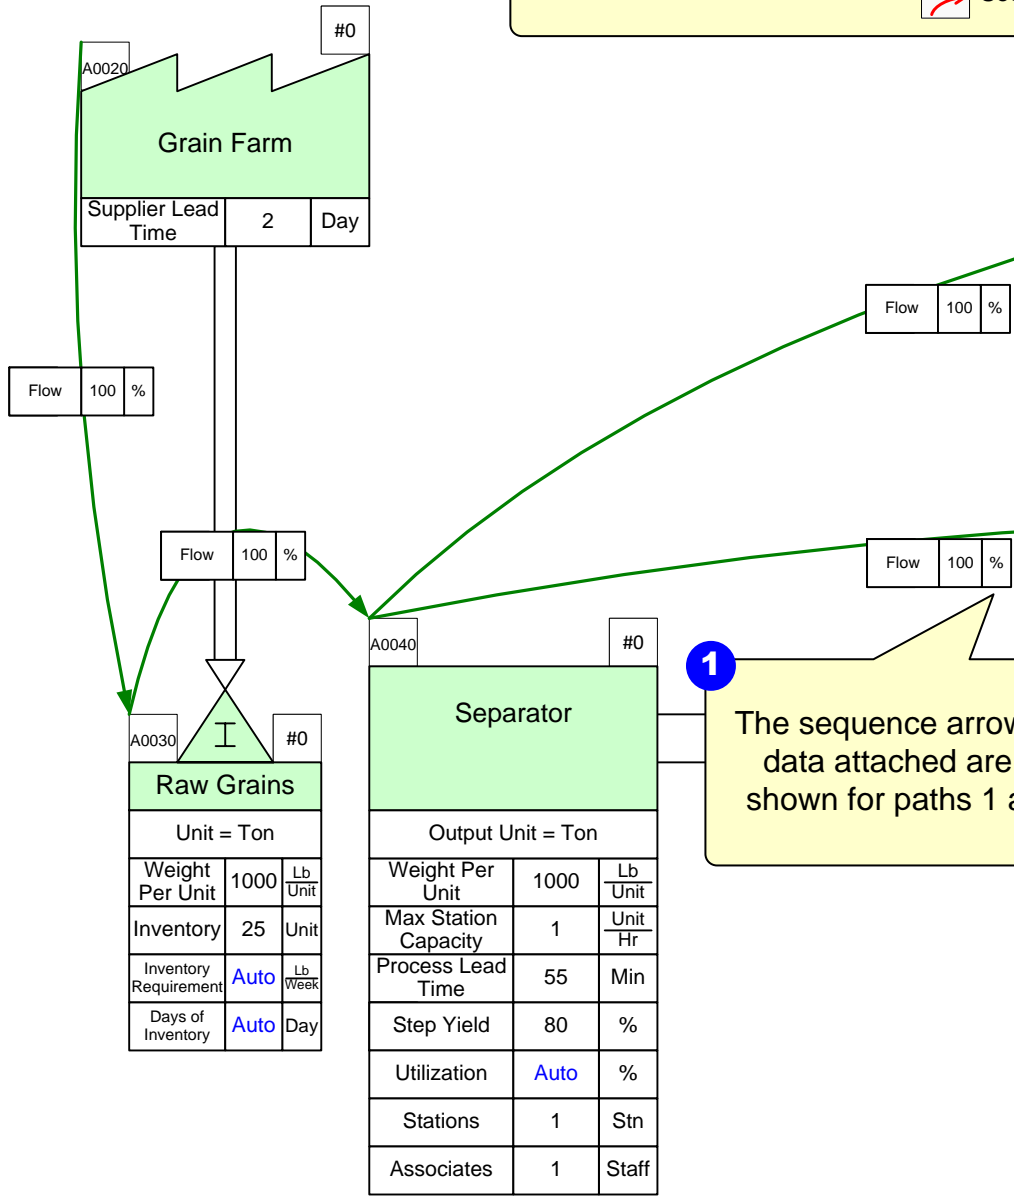 #0
A0020
Grain Farm
Supplier Lead
Time
2
Day
Flow 100 %
Flow 100 %
Flow 100 %
Flow 100 %
A0040
#0
1
Separator
The sequence arrow
data attached are
shown for paths 1
A0030
#0
Raw Grains
Unit = Ton
Weight
Per Unit
1000
Lb
Unit
Inventory 25 Unit
Inventory
Requirement
Auto
Lb
Week
Days of
Inventory
Auto Day
Output Unit = Ton
Weight Per
Unit
1000
Lb
Unit
Max Station
Capacity
1
Unit
Hr
Process Lead
Time
55 Min
Step Yield 80 %
Utilization Auto %
Stations 1 Stn
Associates 1 Staff